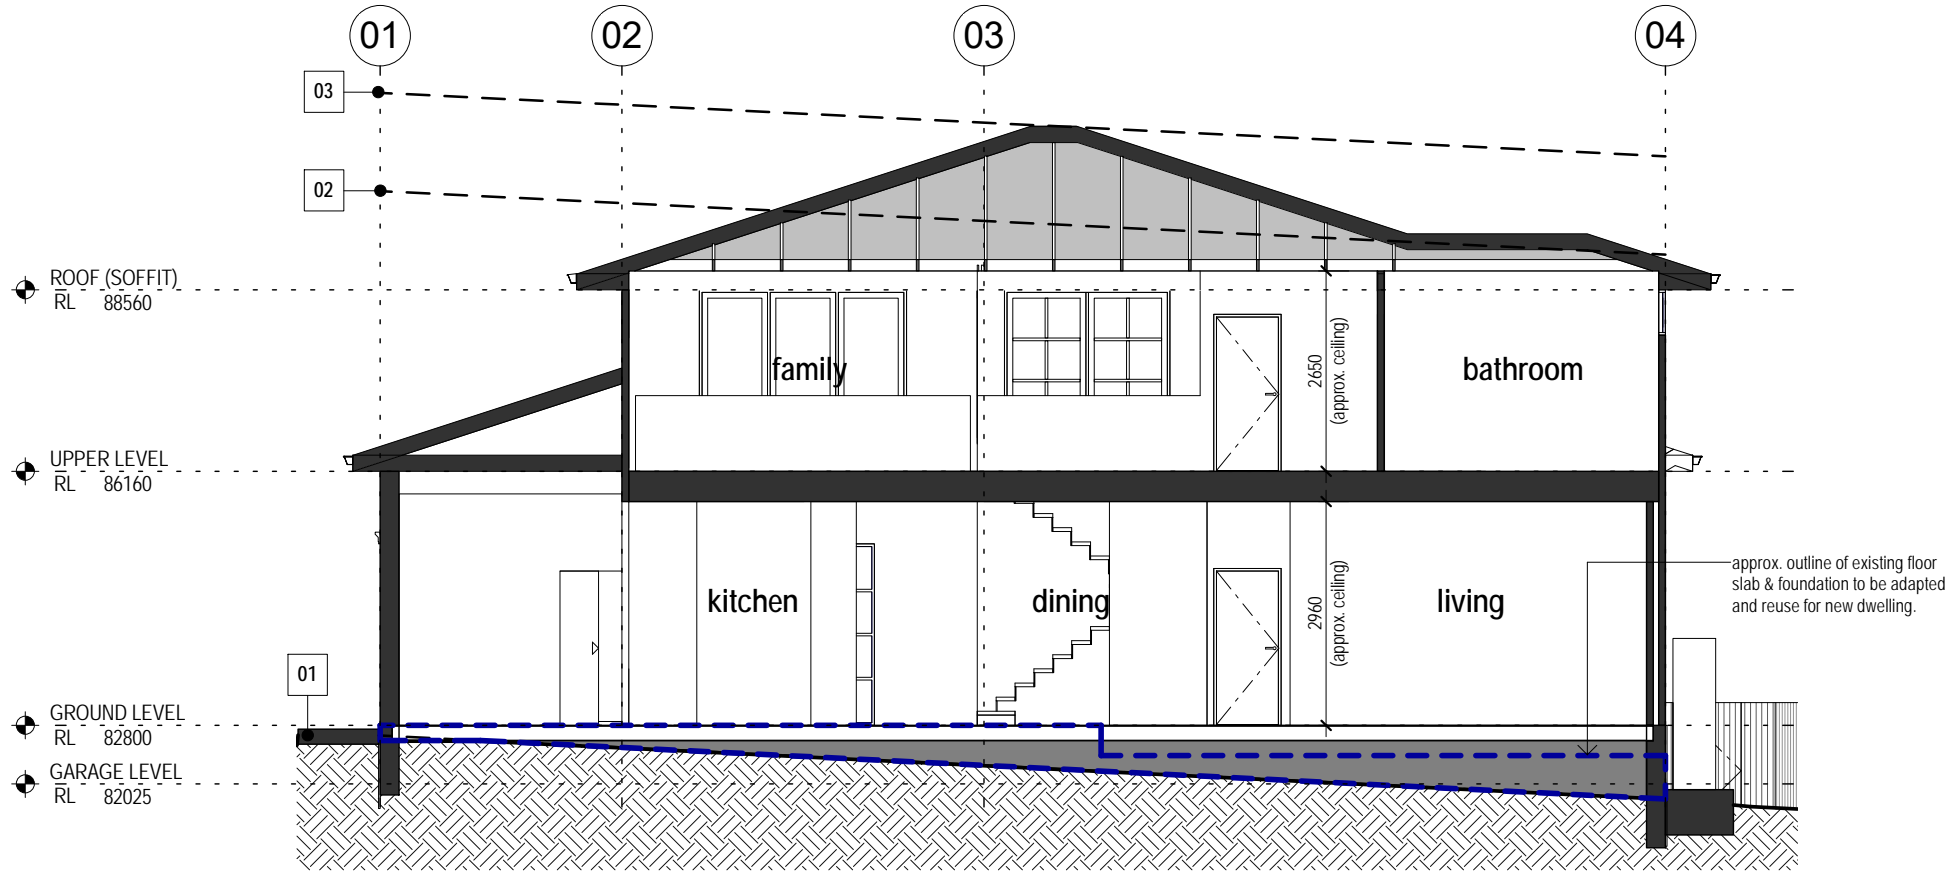 01
02
03
04
03
02
ROOF (SOFFIT)
RL 88560
family
2650
(approx. ceiling)
bathroom
UPPER LEVEL
RL 86160
kitchen
dining
2960
(approx. ceiling)
living
approx. outline of existing floor
slab & foundation to be adapted
and reuse for new dwelling.
01
GROUND LEVEL
RL 82800
GARAGE LEVEL
RL 82025